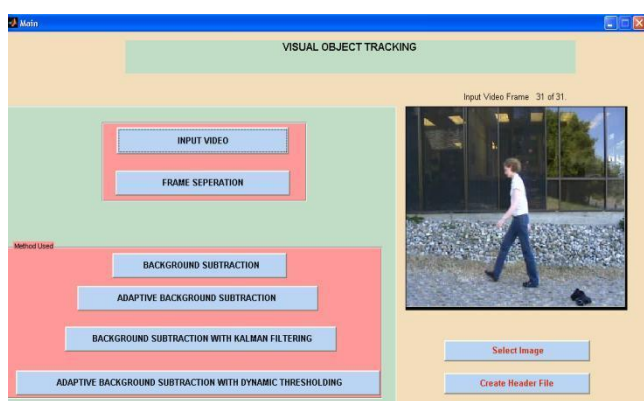 Main
VISUAL OBJECT TRACKING
Input Video Frame 31 of 31.
INPUT VIDEO
FRAME SEPERATION
Method Used
BACKGROUND SUBTRACTION
ADAPTIVE BACKGROUND SUBTRACTION
BACKGROUND SUBTRACTION WITH KALMAN FILTERING
ADAPTIVE BACKGROUND SUBTRACTION WITH DYNAMIC THRESHOLDING
Select Image
Create Header File